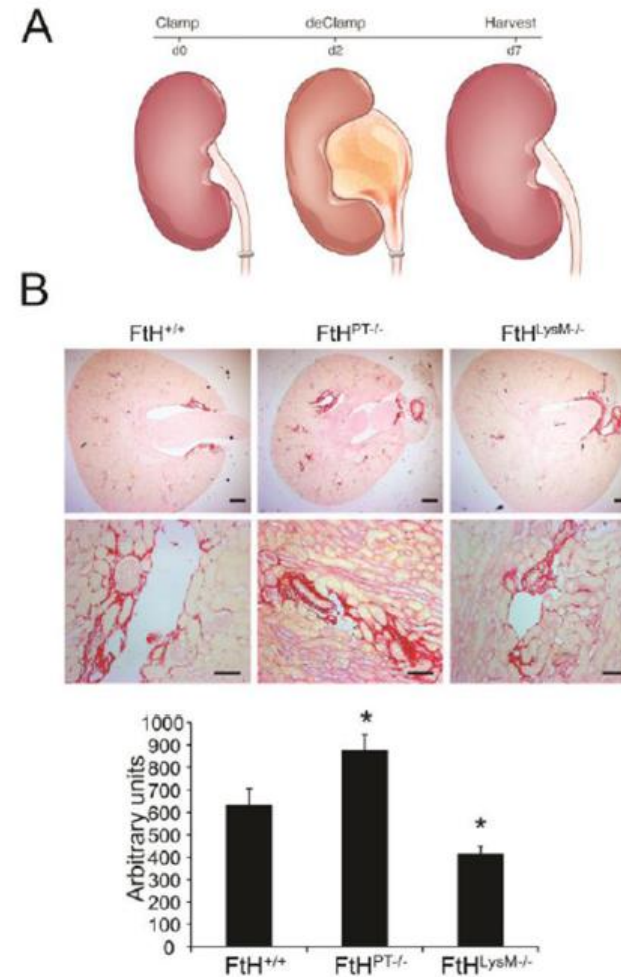 A
Clamp deClamp Harvest
d0 d2 d7
B
FtH+/+ FtHPT-/- FtHLysM-/-
1000
900
800
700
600
500
400
300
200
100
0
Arbitrary units
*
*
FtH+/+ FtHPT-/- FtHLysM-/-